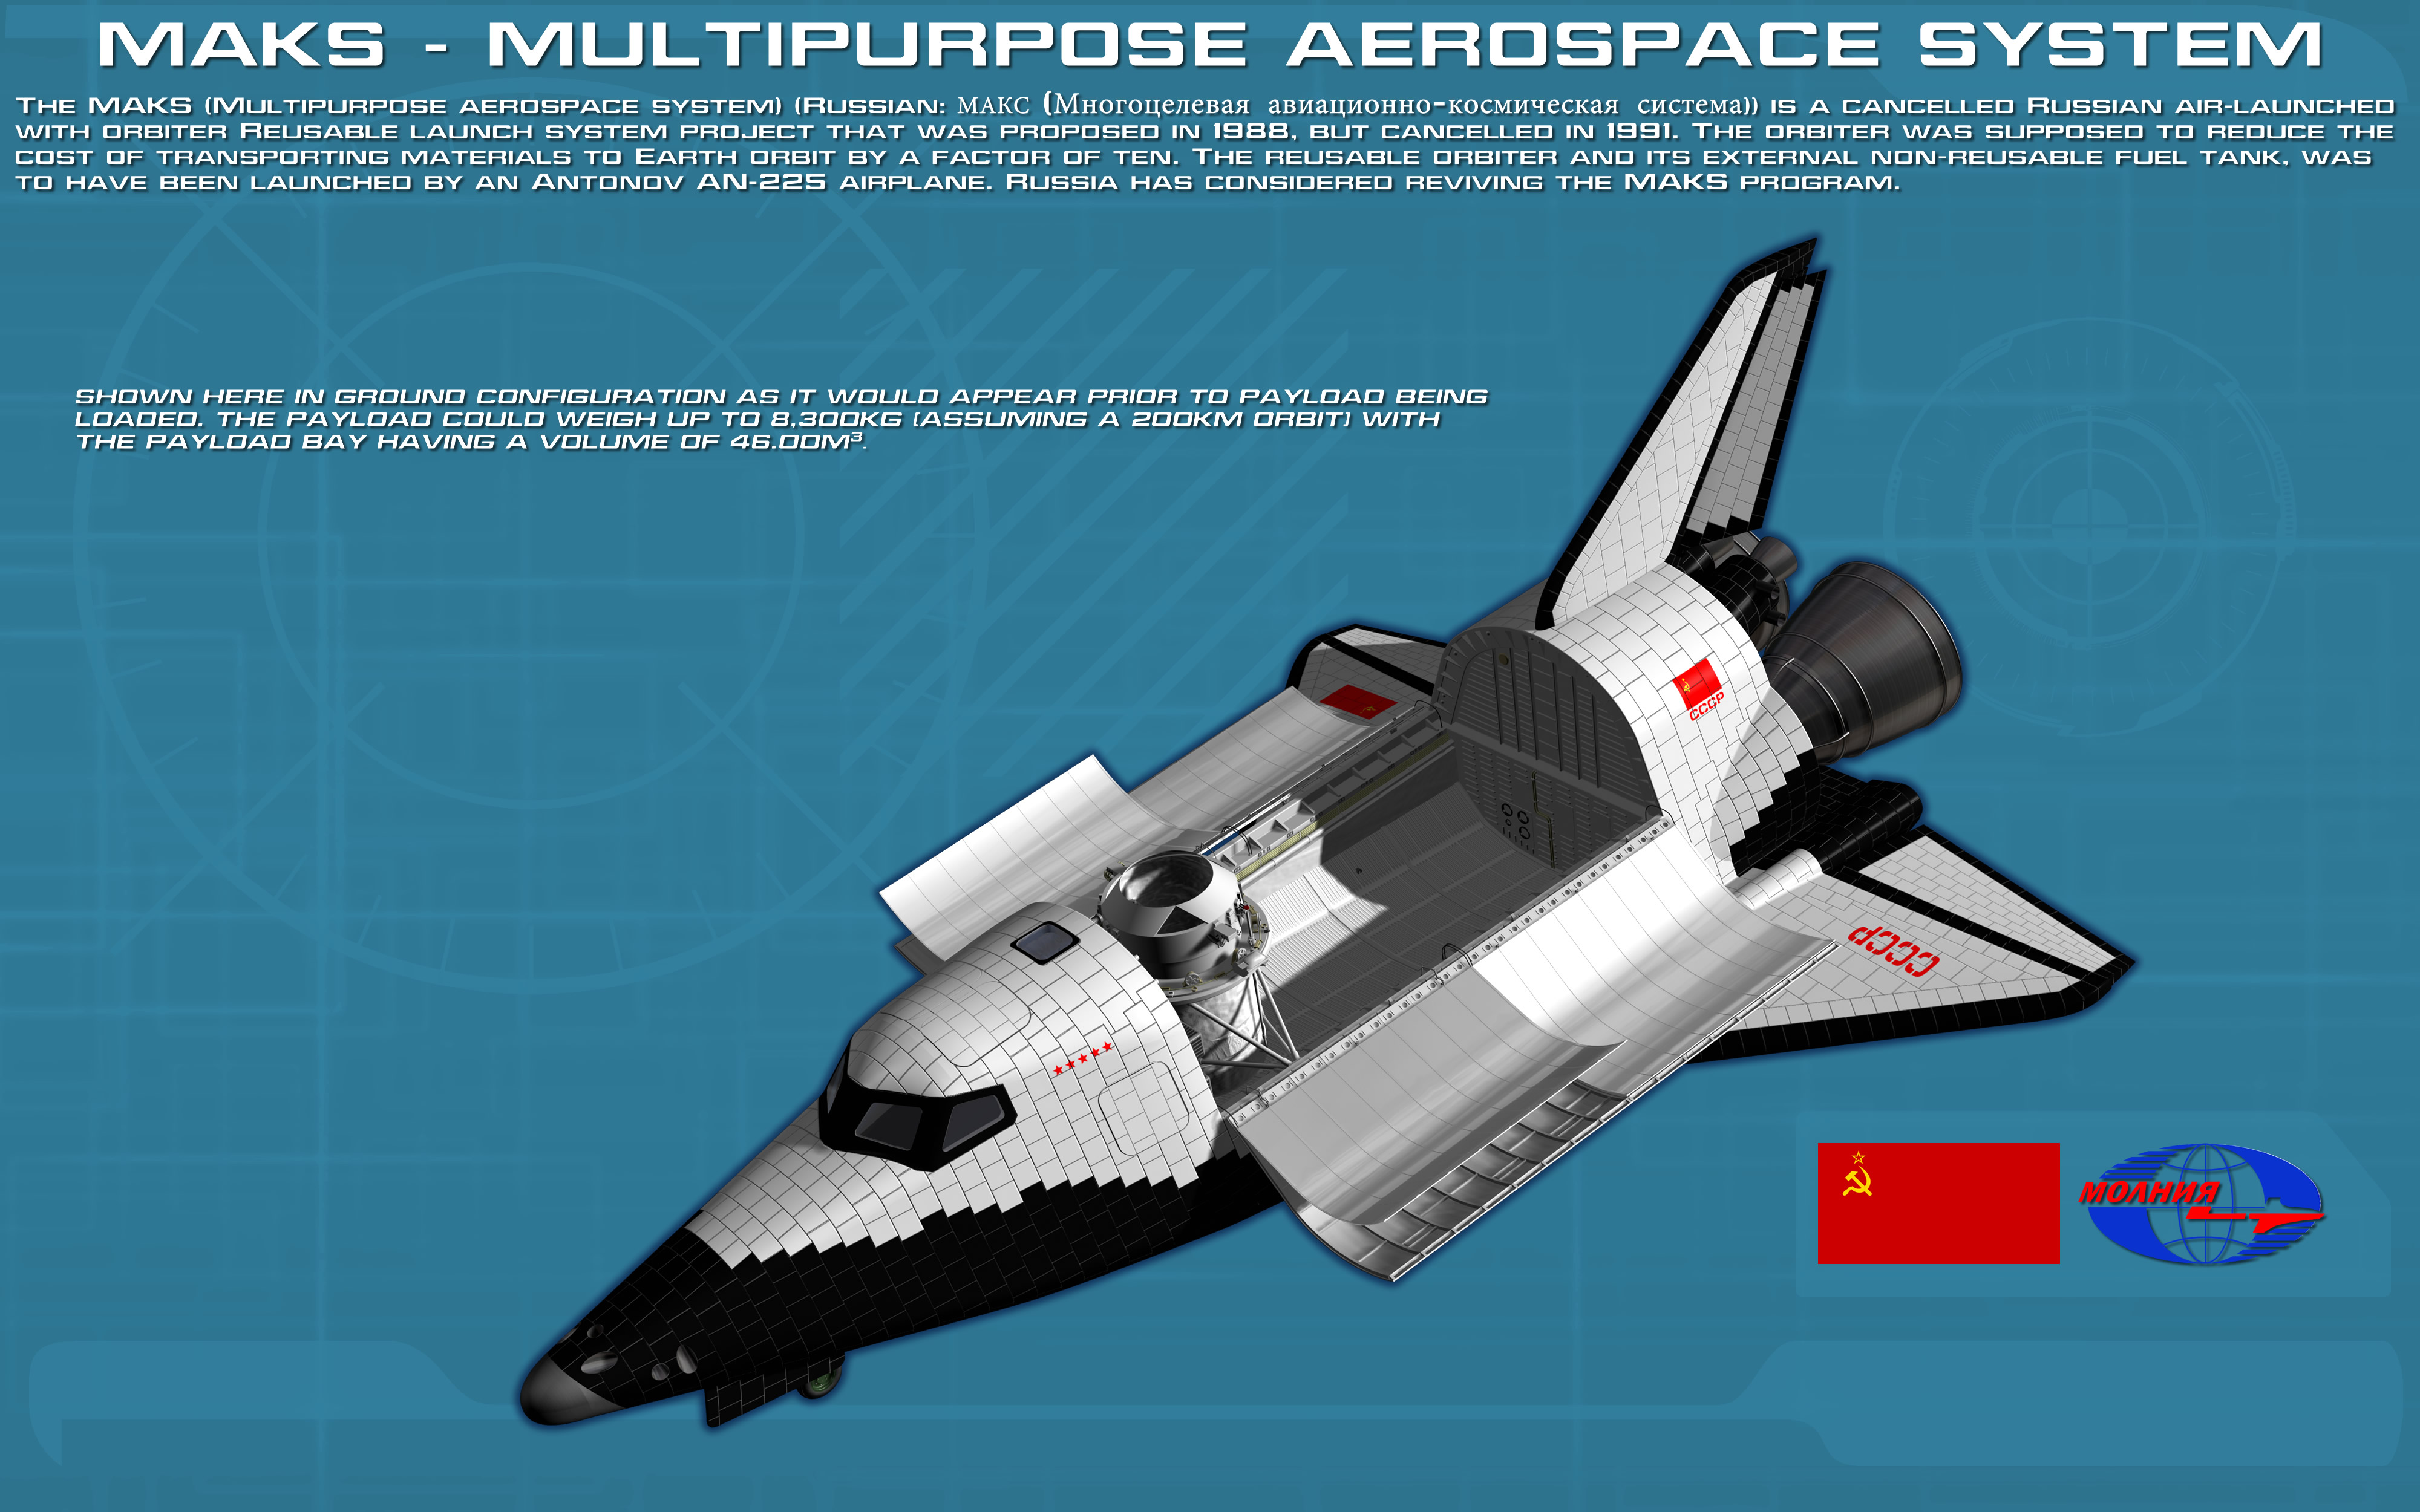 MAKS - MULTIPURPOSE AEROSPACE SYSTEM
THE MAKS (MULTIPURPOSE AEROSPACE SYSTEM) (RUSSIAN: МАКС (Многоцелевая авиационно-космическая система)) IS A CANCELLED RUSSIAN AIR-LAUNCHED
WITH ORBITER REUSABLE LAUNCH SYSTEM PROJECT THAT WAS PROPOSED IN 1988, BUT CANCELLED IN 1991. THE ORBITER WAS SUPPOSED TO REDUCE THE
COST OF TRANSPORTING MATERIALS TO EARTH ORBIT BY A FACTOR OF TEN. THE REUSABLE ORBITER AND ITS EXTERNAL NON-REUSABLE FUEL TANK, WAS
TO HAVE BEEN LAUNCHED BY AN ANTONOV AN-225 AIRPLANE. RUSSIA HAS CONSIDERED REVIVING THE MAKS PROGRAM.
SHOWN HERE IN GROUND CONFIGURATION AS IT WOULD APPEAR PRIOR TO PAYLOAD BEING
LOADED. THE PAYLOAD COULD WEIGH UP TO 8,300KG (ASSUMING A 200KM ORBIT) WITH
THE PAYLOAD BAY HAVING A VOLUME OF 46.00M³.
СССР
СССР
МОЛНИЯ